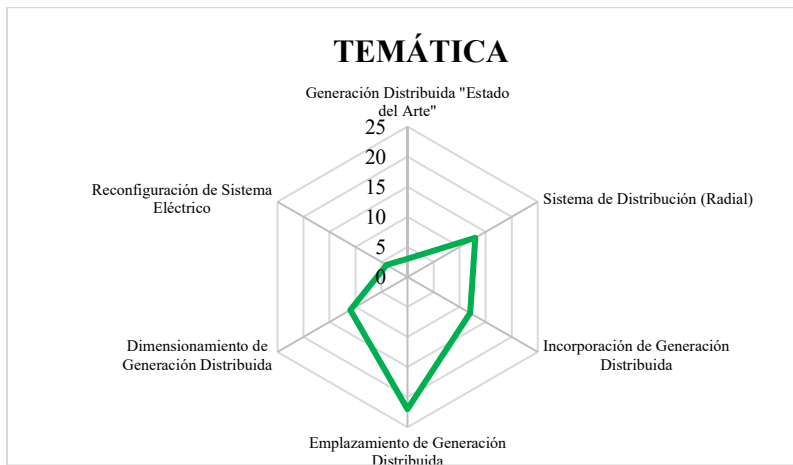 TEMÁTICA
Generación Distribuida "Estado
del Arte"
25
20
15
10
5
0
Sistema de Distribución (Radial)
Incorporación de Generación
Distribuida
Emplazamiento de Generación
Distribuida
Dimensionamiento de
Generación Distribuida
Reconfiguración de Sistema
Eléctrico